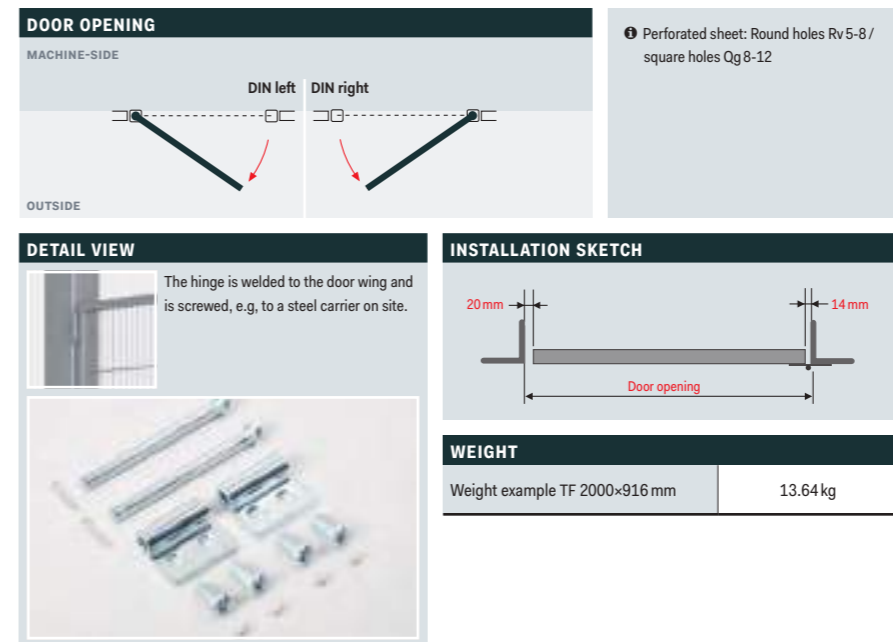 DOOR OPENING
MACHINE-SIDE
DIN left
DIN right
OUTSIDE
Perforated sheet: Round holes Rv 5-8 /
square holes Qg 8-12
DETAIL VIEW
The hinge is welded to the door wing and
is screwed, e.g, to a steel carrier on site.
INSTALLATION SKETCH
20 mm
14 mm
Door opening
WEIGHT
Weight example TF 2000×916 mm
13.64 kg